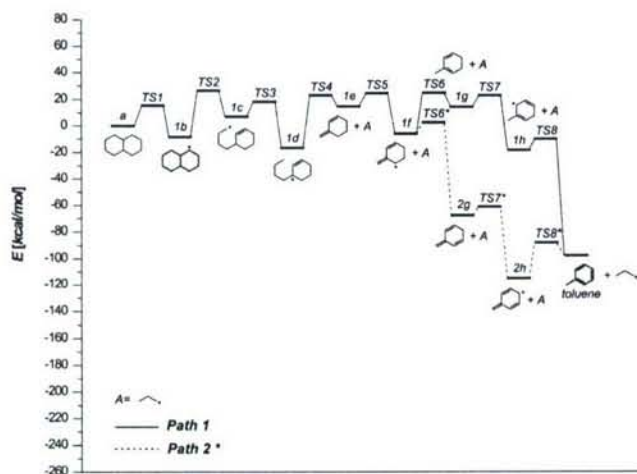 E [kcal/mol]
40
20
0
-20
-40
-60
-80
-100
-120
-140
-160
-180
-200
-220
-240
-260
a
TS1
1b
TS2
1c
TS3
1d
TS4
1e
+ A
TS5
1f
+ A
+ A
TS6
TS6*
1g
TS7
+ A
1h
TS8
2g
+ A
TS7*
2h
+ A
TS8*
toluene
+
A=
Path 1
Path 2 *